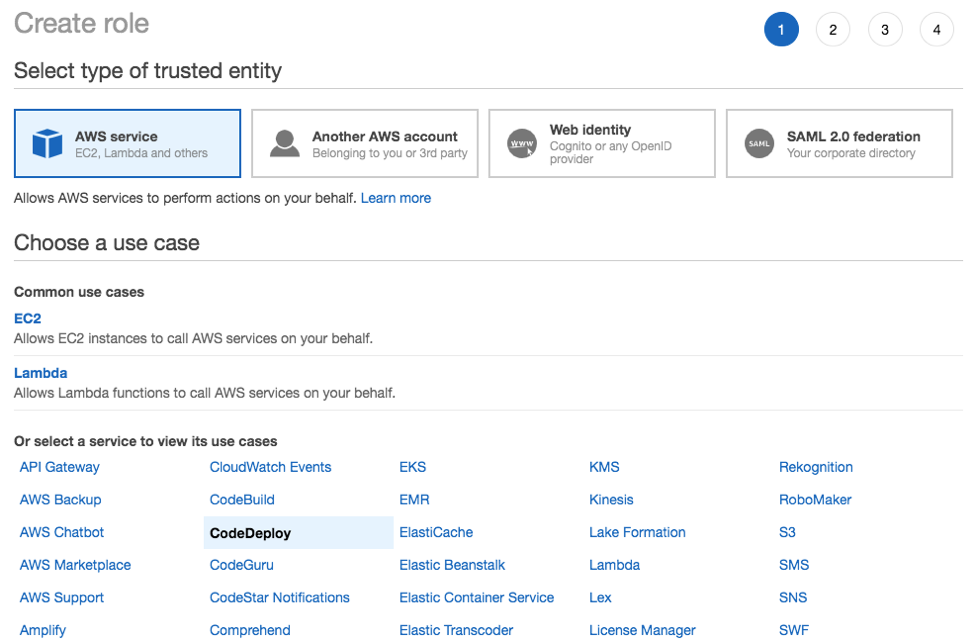 Create role
1 2 3 4
Select type of trusted entity
AWS service
EC2, Lambda and others
Another AWS account
Belonging to you or 3rd party
www
Web identity
Cognito or any OpenID
provider
SAML
SAML 2.0 federation
Your corporate directory
Allows AWS services to perform actions on your behalf. Learn more
Choose a use case
Common use cases
EC2
Allows EC2 instances to call AWS services on your behalf.
Lambda
Allows Lambda functions to call AWS services on your behalf.
Or select a service to view its use cases
API Gateway CloudWatch Events EKS KMS Rekognition
AWS Backup CodeBuild EMR Kinesis RoboMaker
AWS Chatbot CodeDeploy ElastiCache Lake Formation S3
AWS Marketplace CodeGuru Elastic Beanstalk Lambda SMS
AWS Support CodeStar Notifications Elastic Container Service Lex SNS
Amplify Comprehend Elastic Transcoder License Manager SWF